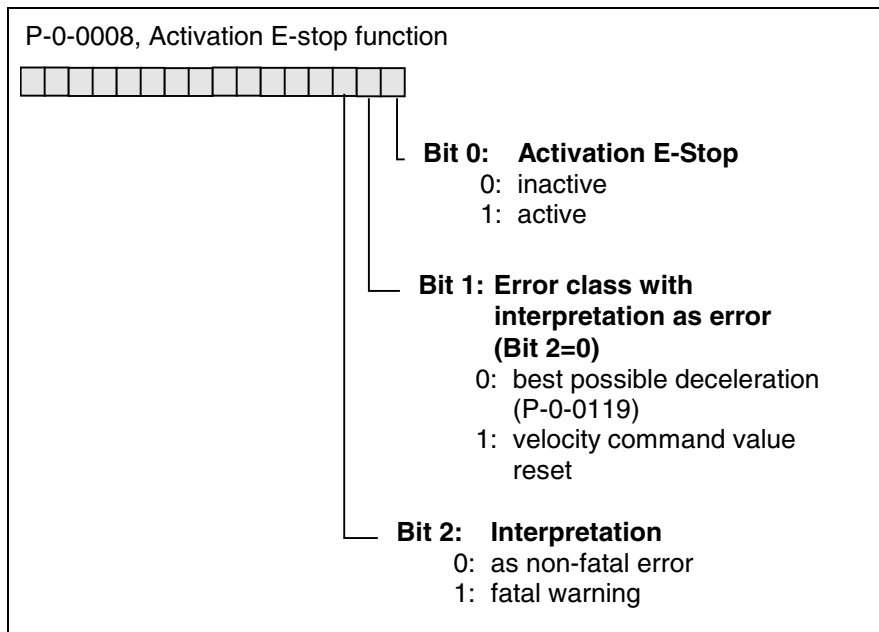 P-0-0008, Activation E-stop function
Bit 0: Activation E-Stop
0: inactive
1: active
Bit 1: Error class with
interpretation as error
(Bit 2=0)
0: best possible deceleration
(P-0-0119)
1: velocity command value
reset
Bit 2: Interpretation
0: as non-fatal error
1: fatal warning